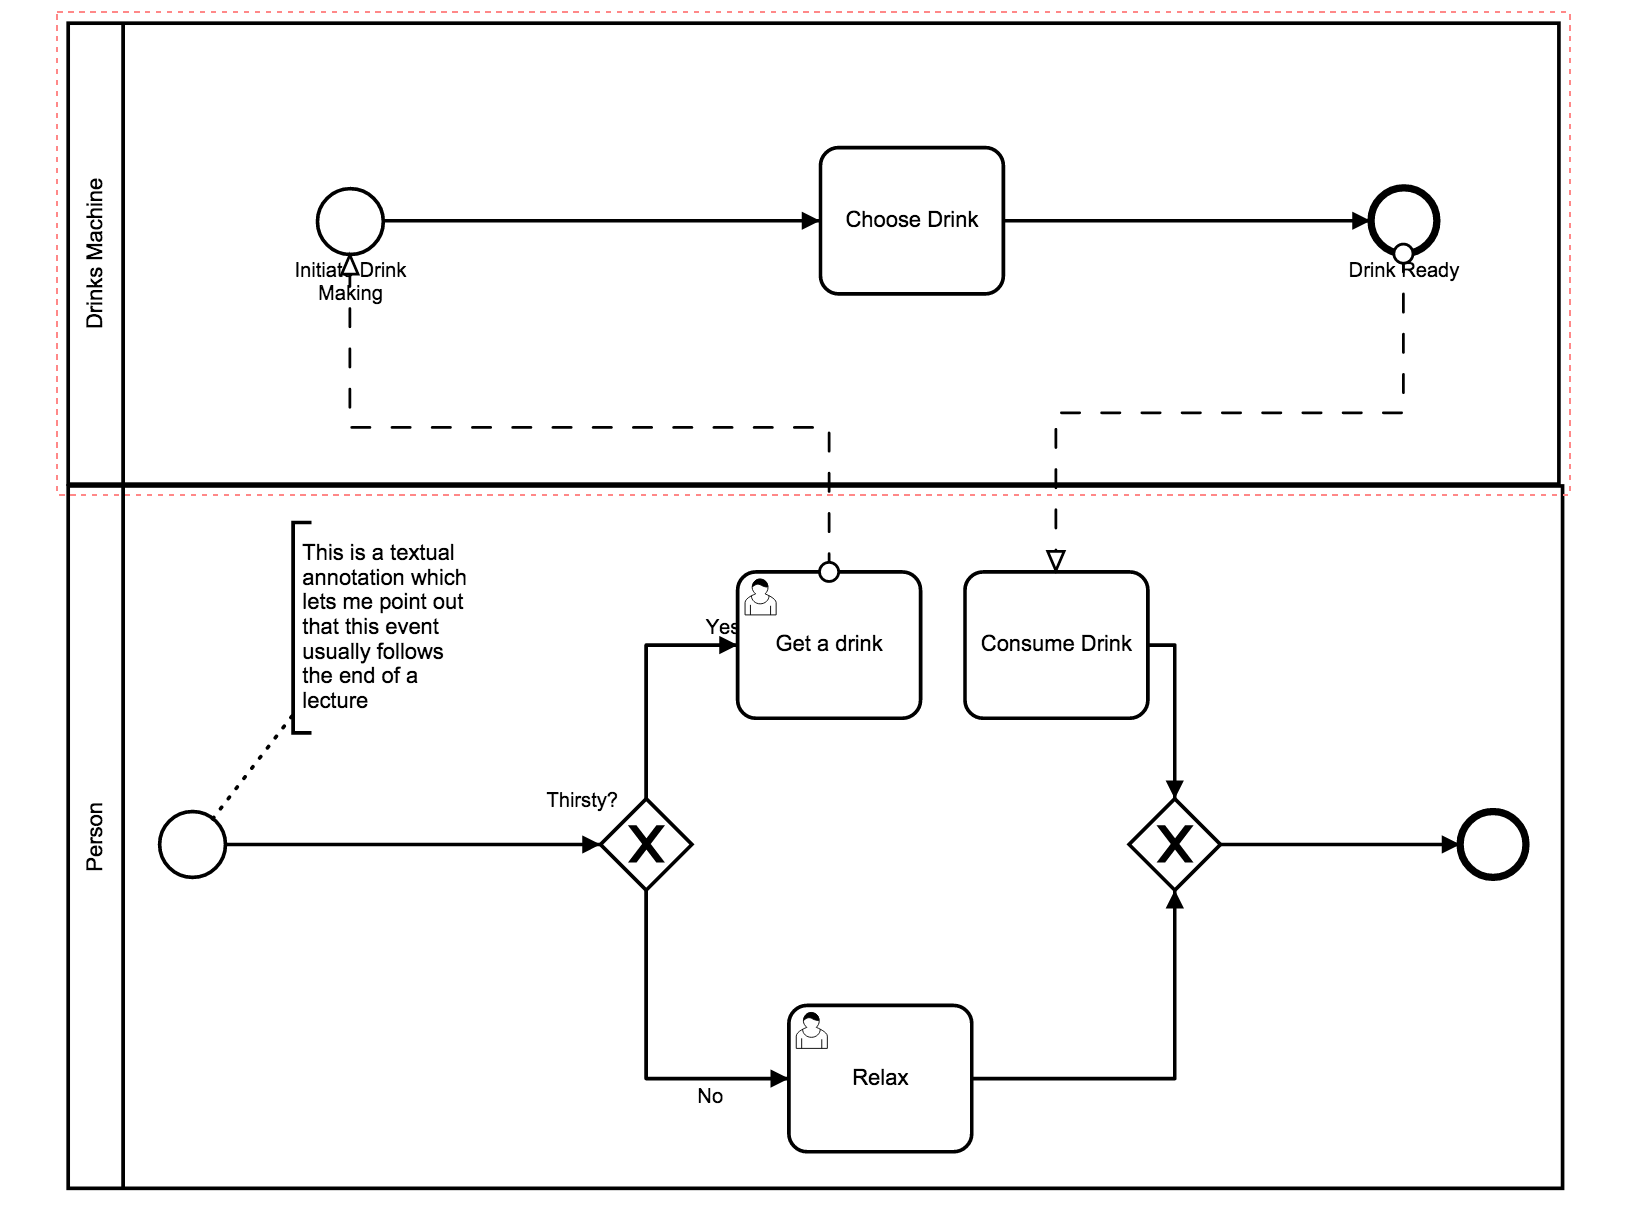 Drinks Machine
Choose Drink
Initiate Drink
Making
Drink Ready
Person
This is a textual
annotation which
lets me point out
that this event
usually follows
the end of a
lecture
Yes
Get a drink
Consume Drink
Thirsty?
X
X
Relax
No